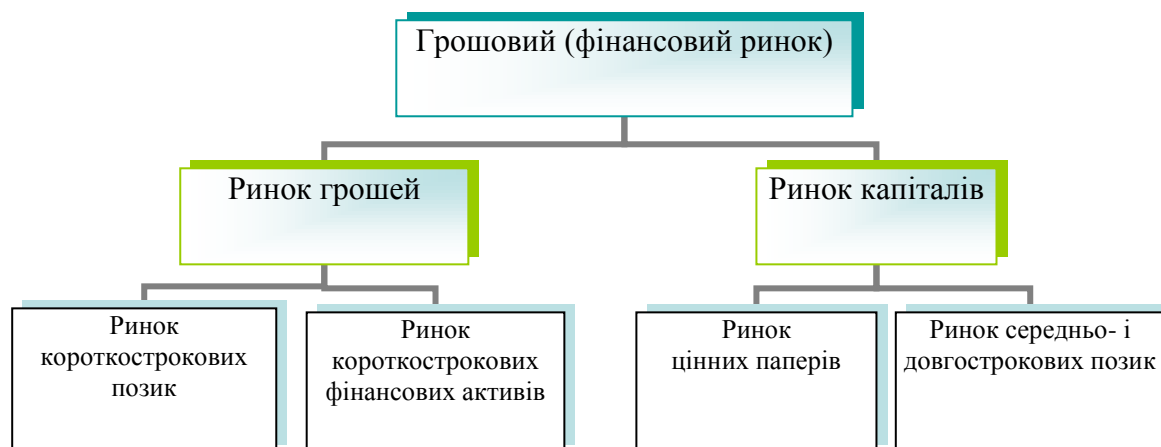 Грошовий (фінансовий ринок)
Ринок грошей
Ринок капіталів
Ринок
короткострокових
позик
Ринок
короткострокових
фінансових активів
Ринок
цінних паперів
Ринок середньо- і
довгострокових позик